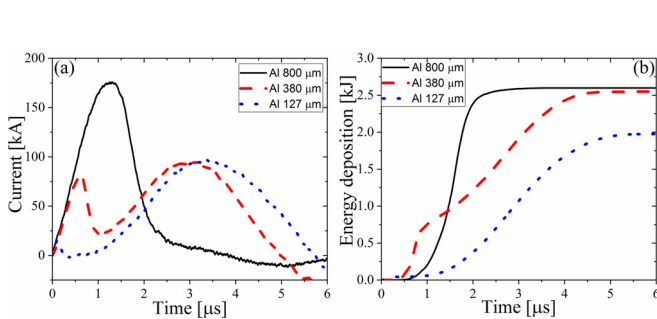 (a)
Al 800 μm
Al 380 μm
Al 127 μm
200
150
100
50
0
Current [kA]
0 1 2 3 4 5 6
Time [μs]
(b)
Al 800 μm
Al 380 μm
Al 127 μm
3.0
2.5
2.0
1.5
1.0
0.5
0.0
Energy deposition [kJ]
0 1 2 3 4 5 6
Time [μs]